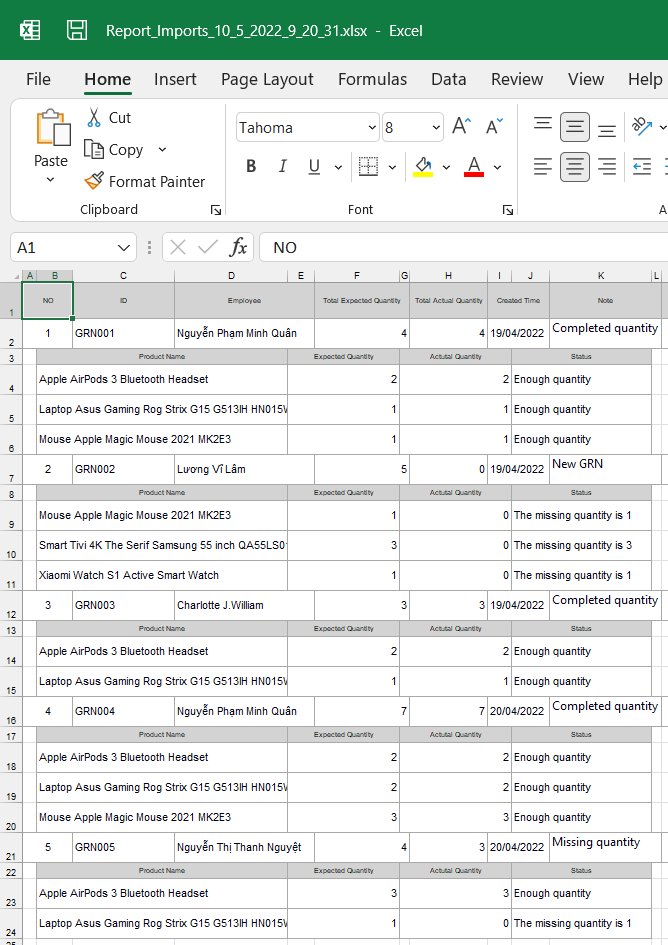 Report_Imports_10_5_2022_9_20_31.xlsx - Excel
File Home Insert Page Layout Formulas Data Review View Help
Paste
Cut
Copy
Format Painter
Clipboard
Tahoma 8 A A
B I U A
Font
A1 fx NO
A B C D E F G H I J K L
1 NO ID Employee Total Expected Quantity Total Actual Quantity Created Time Note
2 1 GRN001 Nguyễn Phạm Minh Quân 4 4 19/04/2022 Completed quantity
3 Product Name Expected Quantity Actutal Quantity Status
4 Apple AirPods 3 Bluetooth Headset 2 2 Enough quantity
5 Laptop Asus Gaming Rog Strix G15 G513IH HN015W 1 1 Enough quantity
6 Mouse Apple Magic Mouse 2021 MK2E3 1 1 Enough quantity
7 2 GRN002 Lương Vĩ Lâm 5 0 19/04/2022 New GRN
8 Product Name Expected Quantity Actutal Quantity Status
9 Mouse Apple Magic Mouse 2021 MK2E3 1 0 The missing quantity is 1
10 Smart Tivi 4K The Serif Samsung 55 inch QA55LS01 3 0 The missing quantity is 3
11 Xiaomi Watch S1 Active Smart Watch 1 0 The missing quantity is 1
12 3 GRN003 Charlotte J.William 3 3 19/04/2022 Completed quantity
13 Product Name Expected Quantity Actutal Quantity Status
14 Apple AirPods 3 Bluetooth Headset 2 2 Enough quantity
15 Laptop Asus Gaming Rog Strix G15 G513IH HN015W 1 1 Enough quantity
16 4 GRN004 Nguyễn Phạm Minh Quân 7 7 20/04/2022 Completed quantity
17 Product Name Expected Quantity Actutal Quantity Status
18 Apple AirPods 3 Bluetooth Headset 2 2 Enough quantity
19 Laptop Asus Gaming Rog Strix G15 G513IH HN015W 2 2 Enough quantity
20 Mouse Apple Magic Mouse 2021 MK2E3 3 3 Enough quantity
21 5 GRN005 Nguyễn Thị Thanh Nguyệt 4 3 20/04/2022 Missing quantity
22 Product Name Expected Quantity Actutal Quantity Status
23 Apple AirPods 3 Bluetooth Headset 3 3 Enough quantity
24 Laptop Asus Gaming Rog Strix G15 G513IH HN015W 1 0 The missing quantity is 1